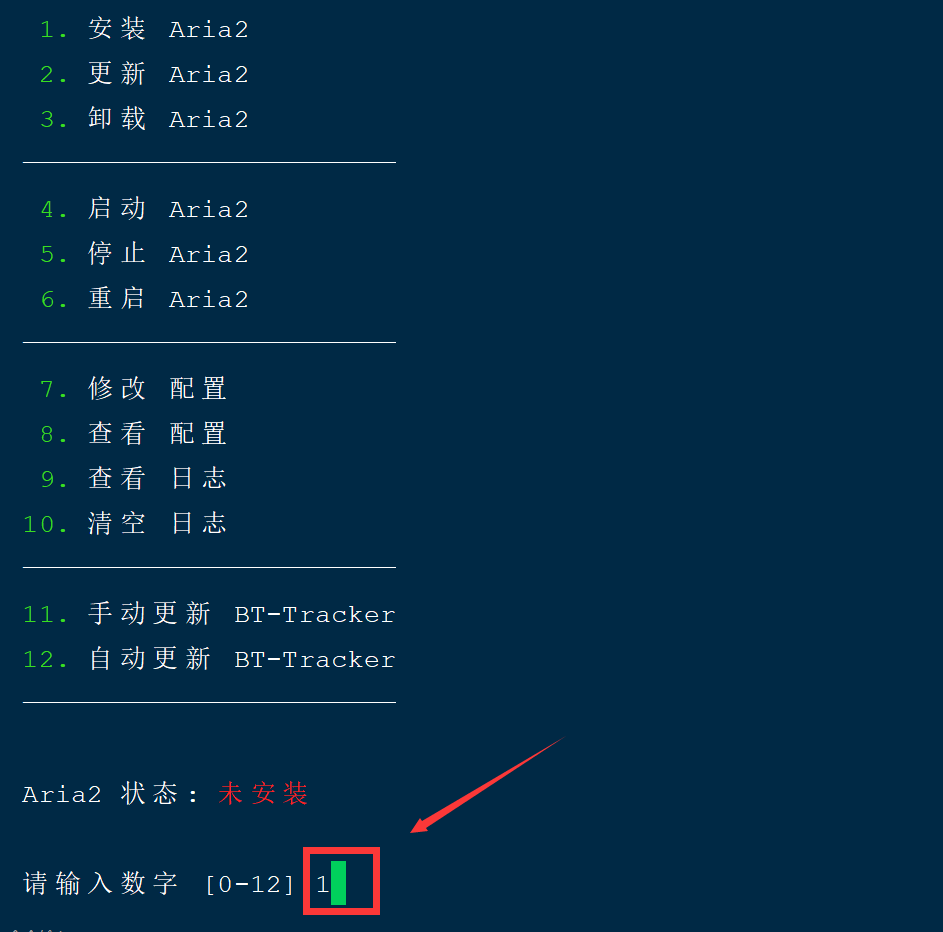 1. 安装 Aria2
2. 更新 Aria2
3. 卸载 Aria2
4. 启动 Aria2
5. 停止 Aria2
6. 重启 Aria2
7. 修改 配置
8. 查看 配置
9. 查看 日志
10. 清空 日志
11. 手动更新 BT-Tracker
12. 自动更新 BT-Tracker
Aria2 状态: 未安装
请输入数字 [0-12] 1